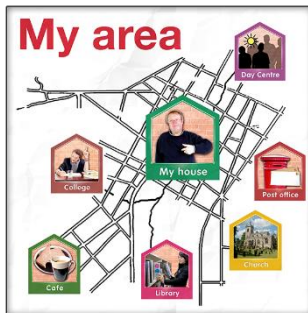 My area
Day Centre
My house
College
Post office
Church
Cafe
Library